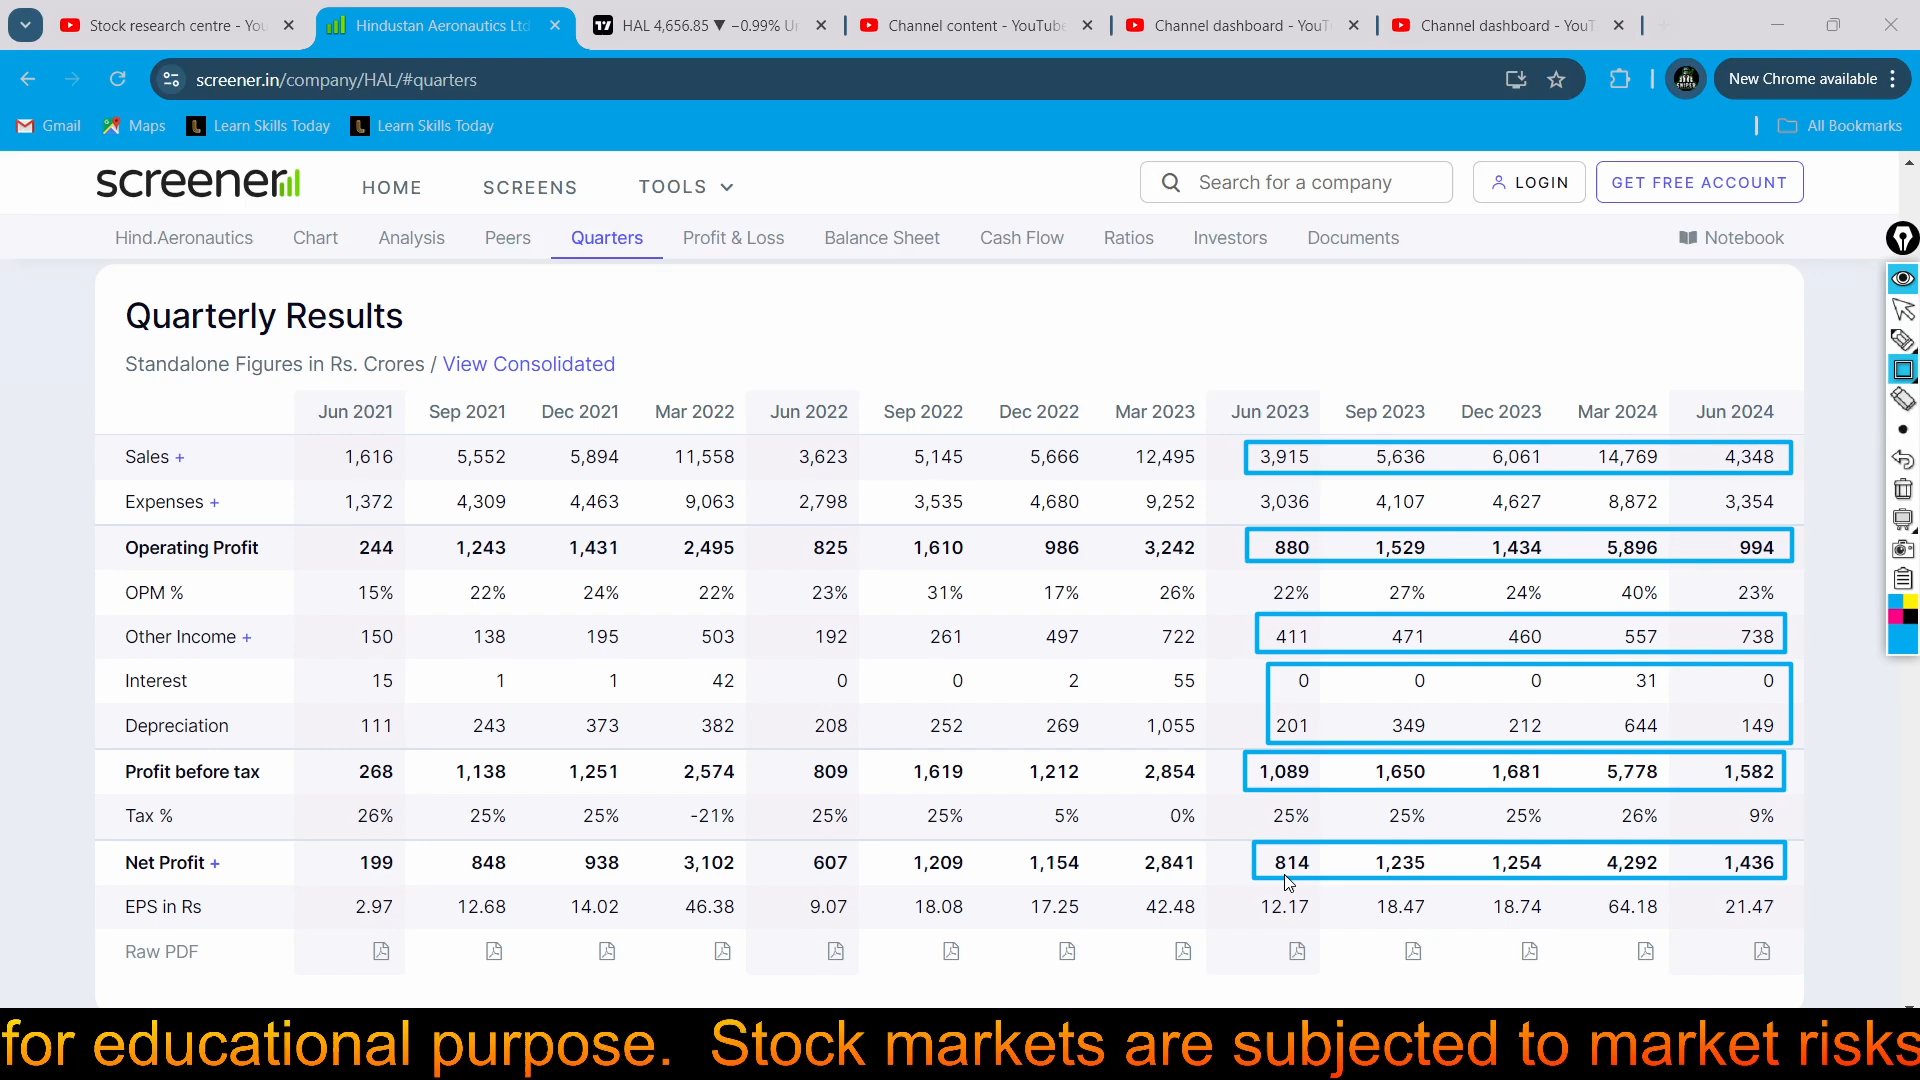 Stock research centre - You
Hindustan Aeronautics Ltd
HAL 4,656.85 ▼ −0.99% Un
Channel content - YouTube
Channel dashboard - YouT
Channel dashboard - YouT
screener.in/company/HAL/#quarters
New Chrome available
Gmail
Maps
Learn Skills Today
Learn Skills Today
All Bookmarks
screener
HOME
SCREENS
TOOLS
Search for a company
LOGIN
GET FREE ACCOUNT
Hind.Aeronautics Chart Analysis Peers Quarters Profit & Loss Balance Sheet Cash Flow Ratios Investors Documents Notebook
Quarterly Results
Standalone Figures in Rs. Crores / View Consolidated
Jun 2021 Sep 2021 Dec 2021 Mar 2022 Jun 2022 Sep 2022 Dec 2022 Mar 2023 Jun 2023 Sep 2023 Dec 2023 Mar 2024 Jun 2024
Sales + 1,616 5,552 5,894 11,558 3,623 5,145 5,666 12,495 3,915 5,636 6,061 14,769 4,348
Expenses + 1,372 4,309 4,463 9,063 2,798 3,535 4,680 9,252 3,036 4,107 4,627 8,872 3,354
Operating Profit 244 1,243 1,431 2,495 825 1,610 986 3,242 880 1,529 1,434 5,896 994
OPM % 15% 22% 24% 22% 23% 31% 17% 26% 22% 27% 24% 40% 23%
Other Income + 150 138 195 503 192 261 497 722 411 471 460 557 738
Interest 15 1 1 42 0 0 2 55 0 0 0 31 0
Depreciation 111 243 373 382 208 252 269 1,055 201 349 212 644 149
Profit before tax 268 1,138 1,251 2,574 809 1,619 1,212 2,854 1,089 1,650 1,681 5,778 1,582
Tax % 26% 25% 25% -21% 25% 25% 5% 0% 25% 25% 25% 26% 9%
Net Profit + 199 848 938 3,102 607 1,209 1,154 2,841 814 1,235 1,254 4,292 1,436
EPS in Rs 2.97 12.68 14.02 46.38 9.07 18.08 17.25 42.48 12.17 18.47 18.74 64.18 21.47
Raw PDF
for educational purpose. Stock markets are subjected to market risks